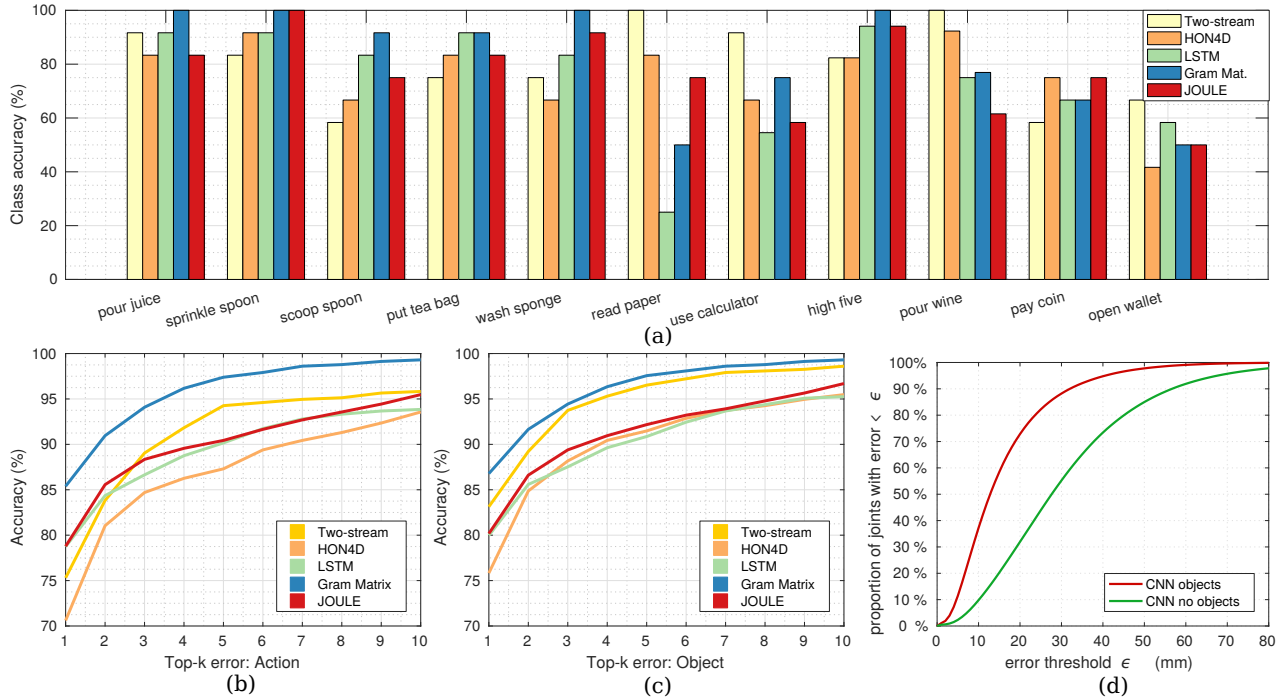 Class accuracy (%)
100
80
60
40
20
0
Two-stream
HON4D
LSTM
Gram Mat.
JOULE
pour juice
sprinkle spoon
scoop spoon
put tea bag
wash sponge
read paper
use calculator
high five
pour wine
pay coin
open wallet
(a)
Accuracy (%)
100
95
90
85
80
75
70
1 2 3 4 5 6 7 8 9 10
Two-stream
HON4D
LSTM
Gram Matrix
JOULE
Top-k error: Action
(b)
Accuracy (%)
100
95
90
85
80
75
70
1 2 3 4 5 6 7 8 9 10
Two-stream
HON4D
LSTM
Gram Matrix
JOULE
Top-k error: Object
(c)
proportion of joints with error < ϵ
100%
90 %
80 %
70 %
60 %
50 %
40 %
30 %
20 %
10 %
0 %
0 10 20 30 40 50 60 70 80
CNN objects
CNN no objects
error threshold ϵ (mm)
(d)